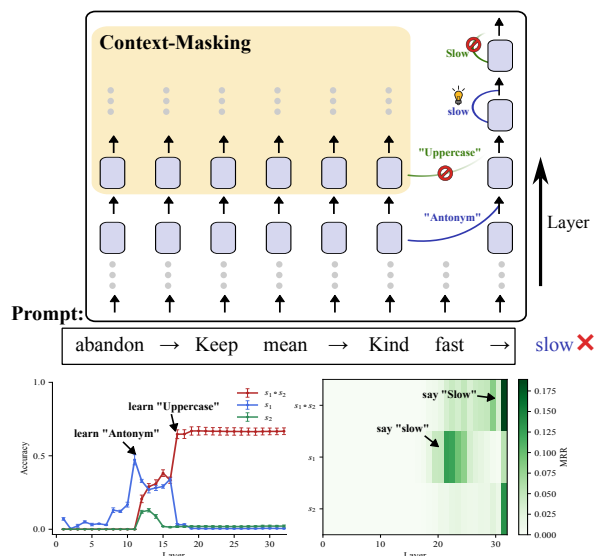 Context-Masking
Slow
slow
"Uppercase"
"Antonym"
Layer
Prompt:
abandon → Keep mean → Kind fast → slow
1.0
0.5
0.0
Accuracy
learn "Antonym"
learn "Uppercase"
s₁ ∘ s₂
s₁
s₂
0 5 10 15 20 25 30
Layer
s₁ ∘ s₂
s₁
s₂
say "Slow"
say "slow"
0 10 20 30
Layer
0.175
0.150
0.125
0.100
0.075
0.050
0.025
0.000
MRR